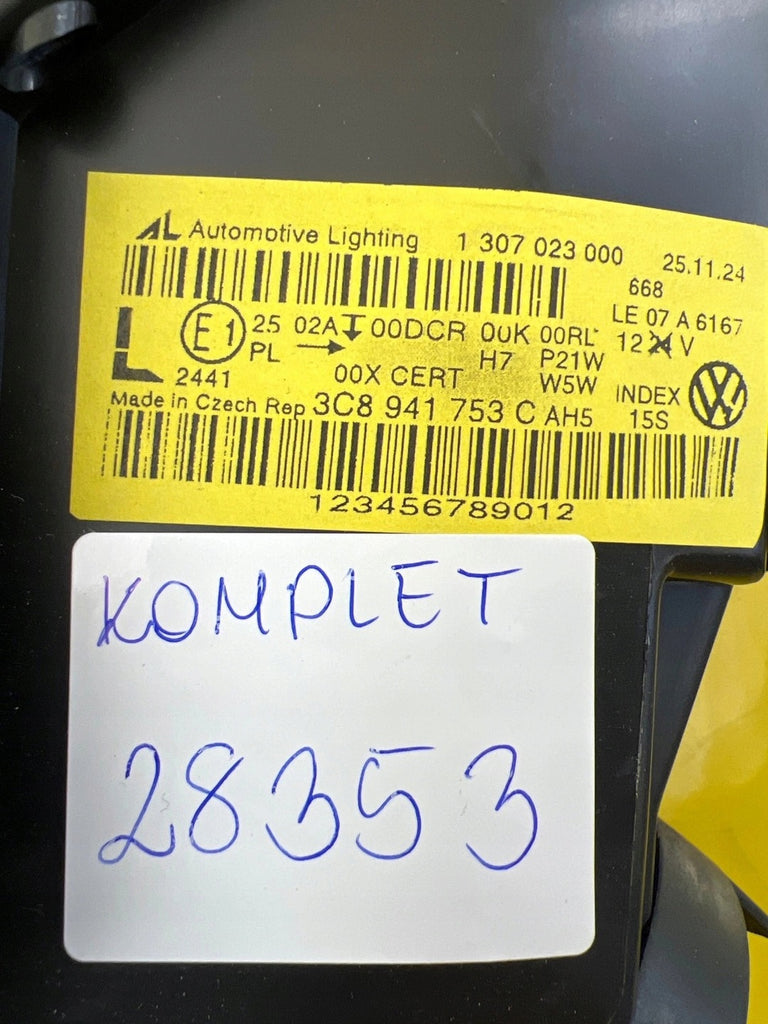 AL Automotive Lighting 1 307 023 000 25.11.24
668
LE 07 A 6167
L E1 25 02A 00DCR 00K 00RL 12 24 V
PL → H7 P21W
2441 00X CERT W5W INDEX
Made in Czech Rep 3C8 941 753 C AH5 15S
123456789012
KOMPLET
28353